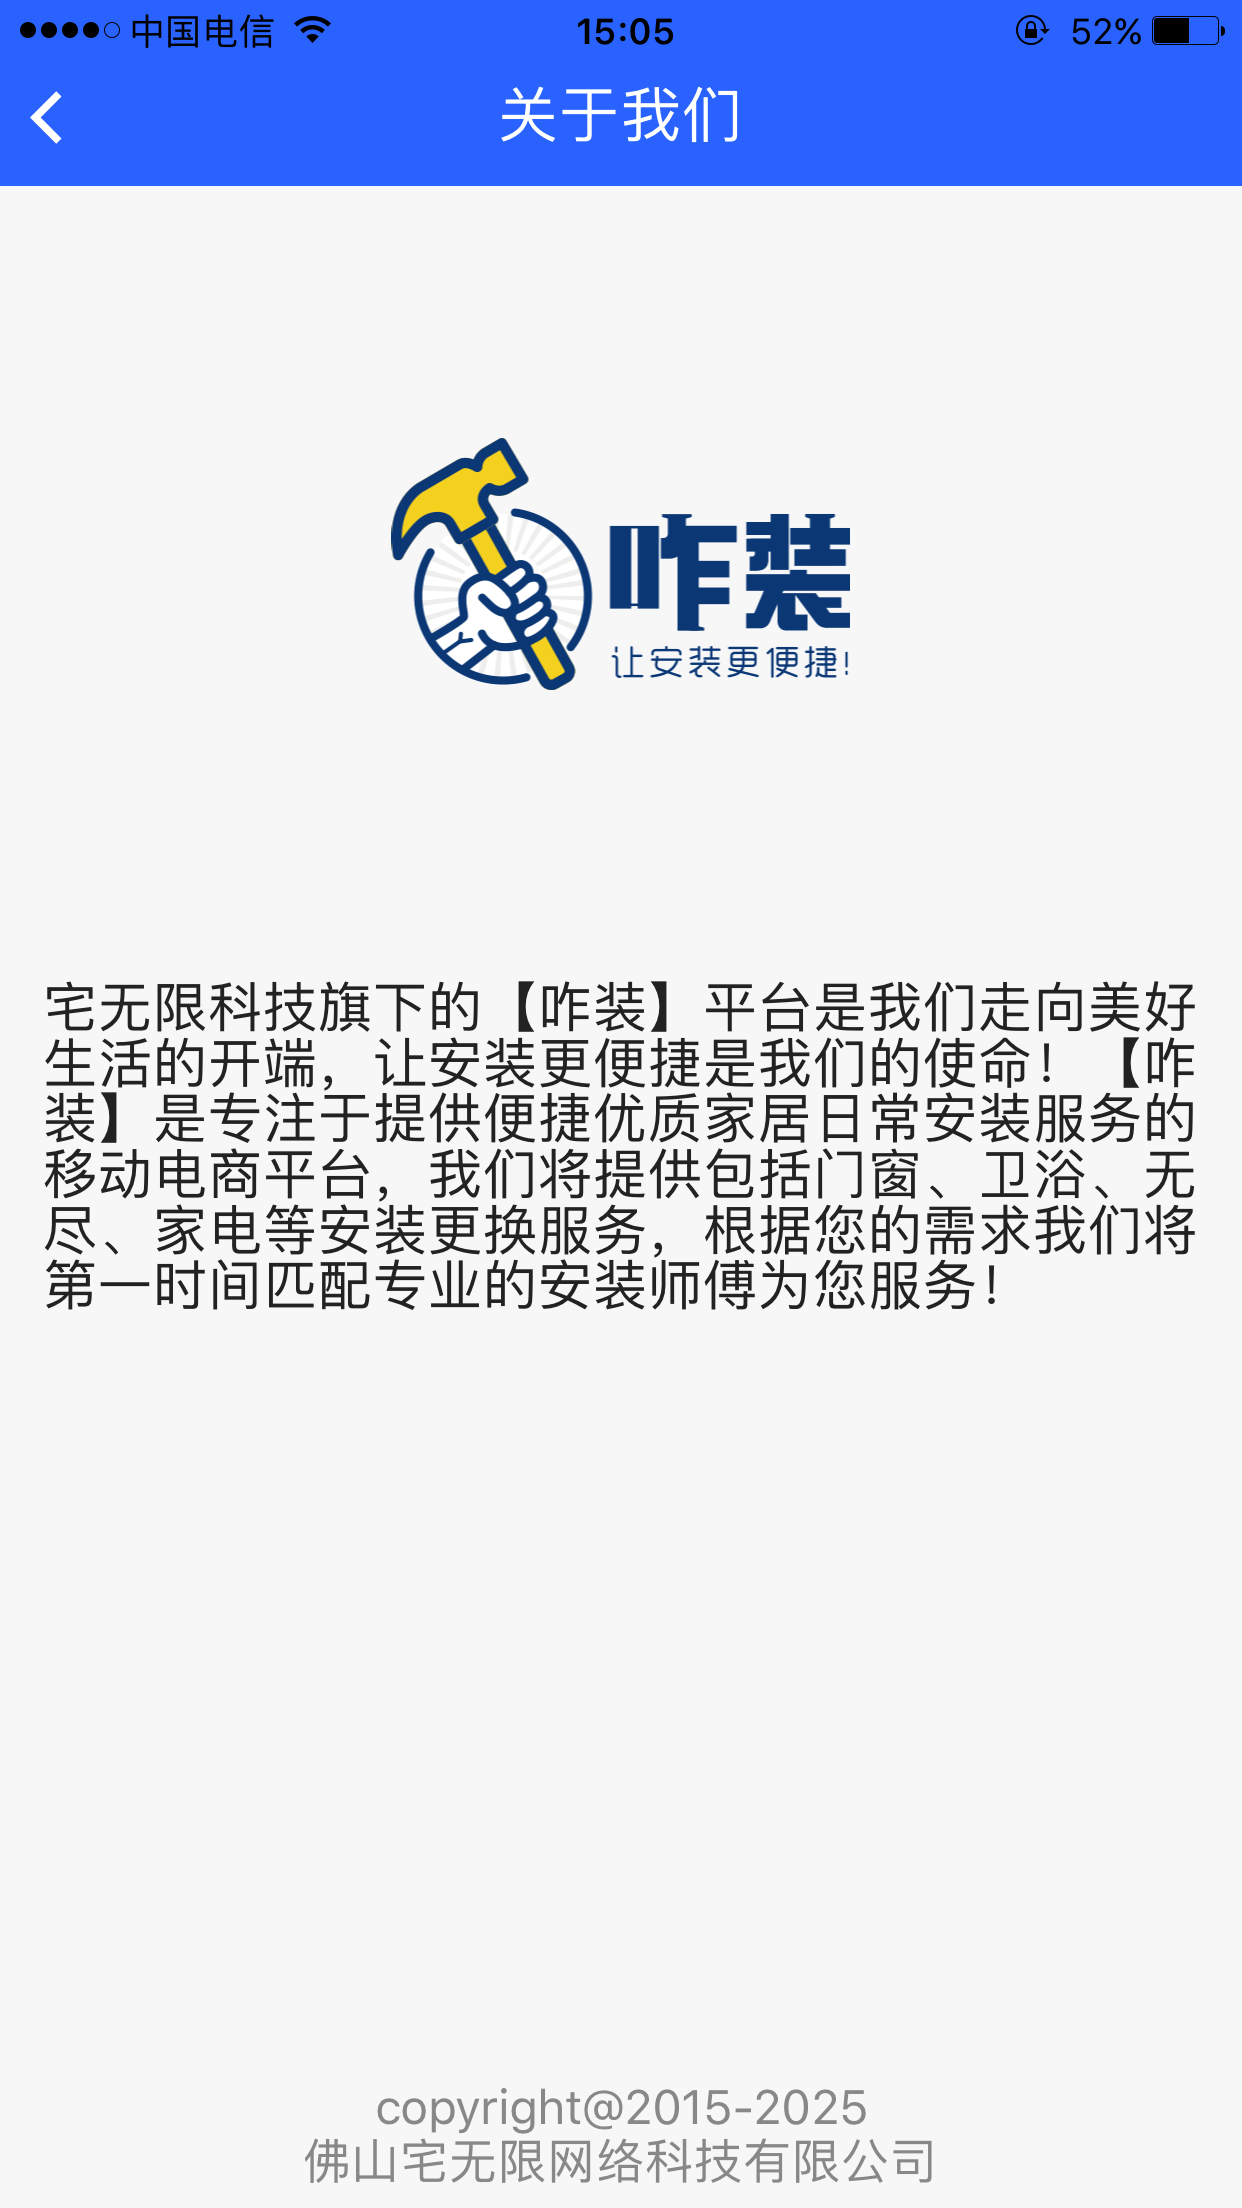 中国电信 15:05 52%
关于我们
咋装
让安装更便捷!
宅无限科技旗下的【咋装】平台是我们走向美好
生活的开端，让安装更便捷是我们的使命！【咋
装】是专注于提供便捷优质家居日常安装服务的
移动电商平台，我们将提供包括门窗、卫浴、无
尽、家电等安装更换服务，根据您的需求我们将
第一时间匹配专业的安装师傅为您服务！
copyright@2015-2025
佛山宅无限网络科技有限公司